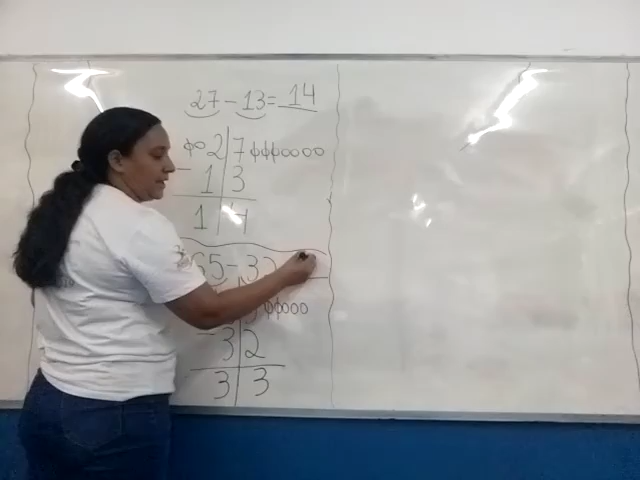 27 - 13 = 14
2 7
- 1 3
1 4
65 - 32
- 3 2
3 3